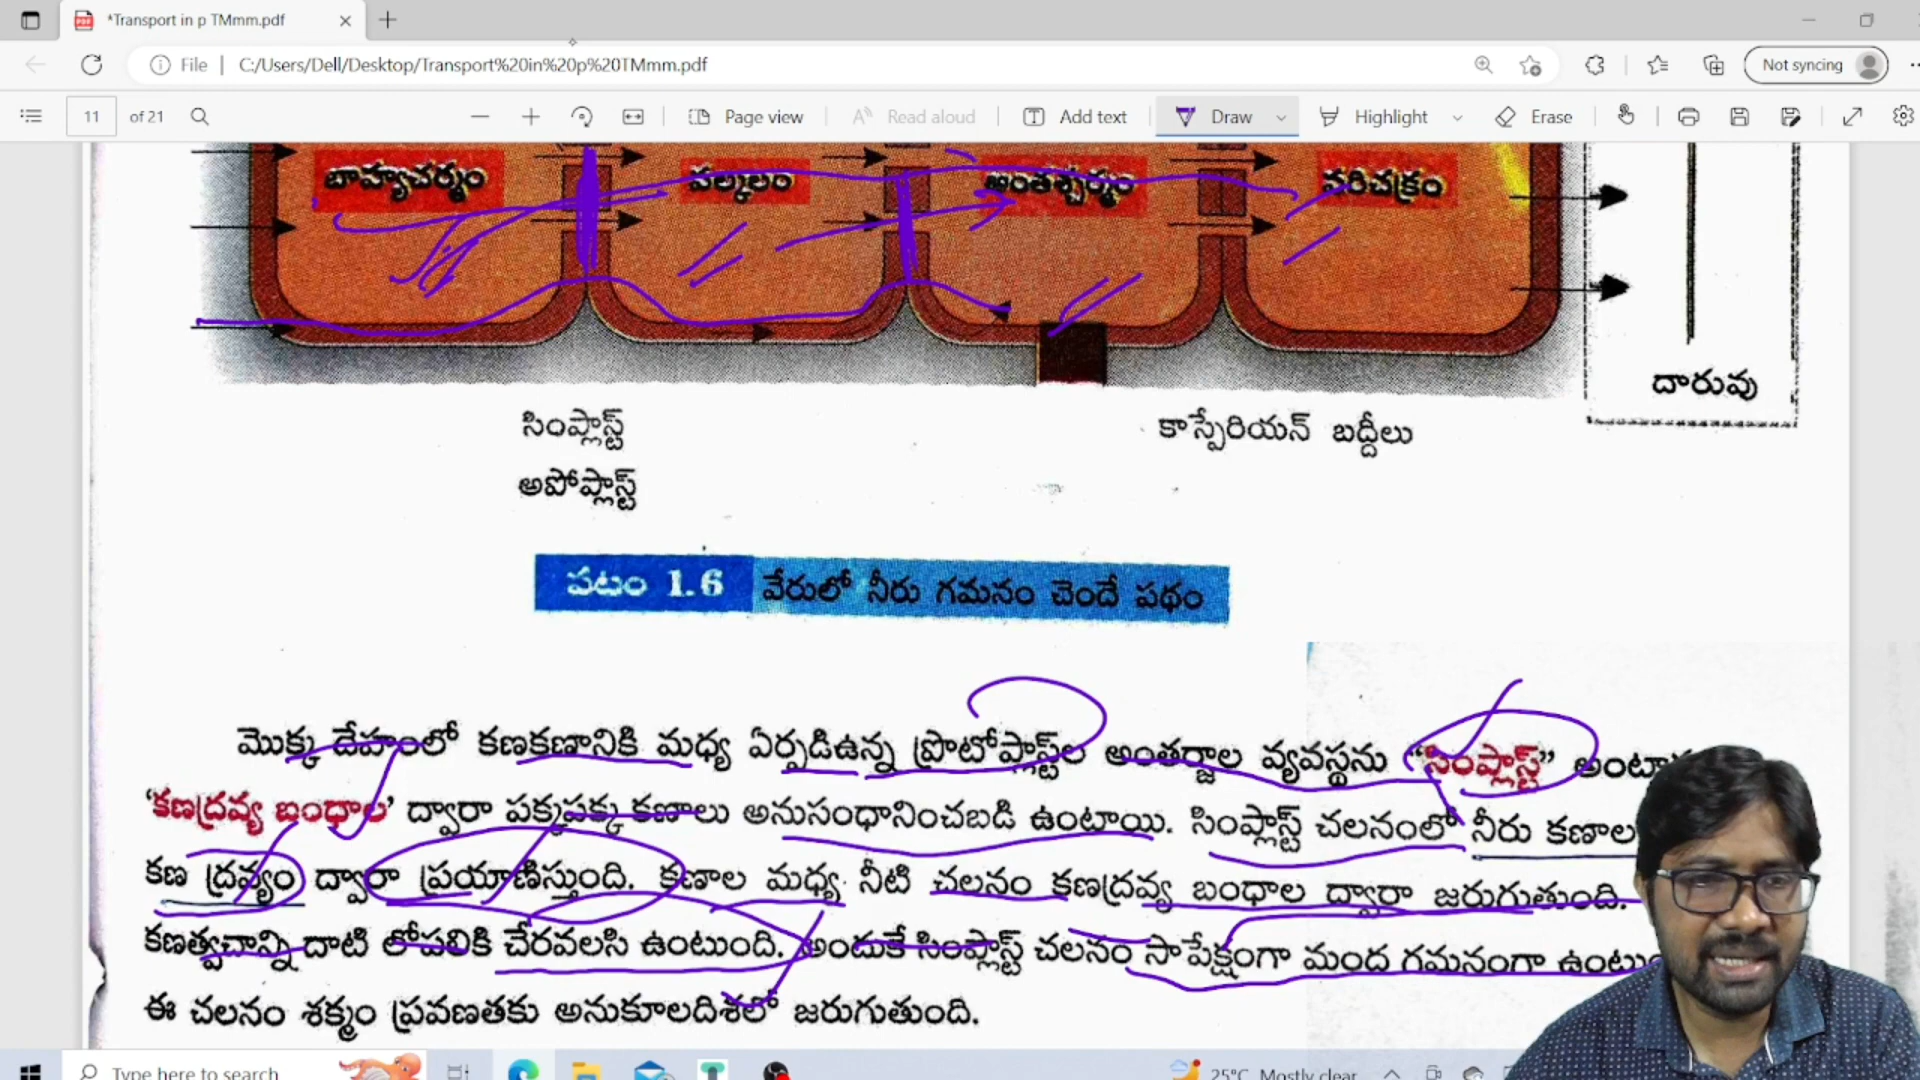 *Transport in p TMmm.pdf
File | C:/Users/Dell/Desktop/Transport%20in%20p%20TMmm.pdf
Not syncing
11 of 21
Page view
Read aloud
Add text
Draw
Highlight
Erase
బాహ్యచర్మం వల్కలం అంతశ్చర్మం పరిచక్రం
దారువు
సింప్లాస్ట్ కాస్పేరియన్ బద్దీలు
అపోప్లాస్ట్
పటం 1.6 వేరులో నీరు గమనం చెందే పథం
మొక్క దేహంలో కణకణానికి మధ్య ఏర్పడిఉన్న ప్రొటోప్లాస్ట్‌ల అంతర్జాల వ్యవస్థను “సింప్లాస్ట్”
‘కణద్రవ్య బంధాల’ ద్వారా పక్కపక్క కణాలు అనుసంధానించబడి ఉంటాయి. సింప్లాస్ట్ చలనంలో నీరు కణాల
కణ ద్రవ్యం ద్వారా ప్రయాణిస్తుంది. కణాల మధ్య నీటి చలనం కణద్రవ్య బంధాల ద్వారా జరుగుతుంది.
కణత్వచాన్ని దాటి లోపలికి చేరవలసి ఉంటుంది. అందుకే సింప్లాస్ట్ చలనం సాపేక్షంగా మంద గమనంగా
ఈ చలనం శక్మం ప్రవణతకు అనుకూలదిశలో జరుగుతుంది.
Type here to search
25°C Mostly clear